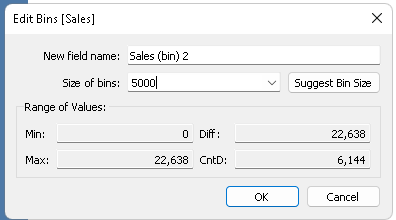 Edit Bins [Sales]
New field name: Sales (bin) 2
Size of bins: 5000 Suggest Bin Size
Range of Values:
Min: 0 Diff : 22,638
Max: 22,638 CntD: 6,144
OK Cancel